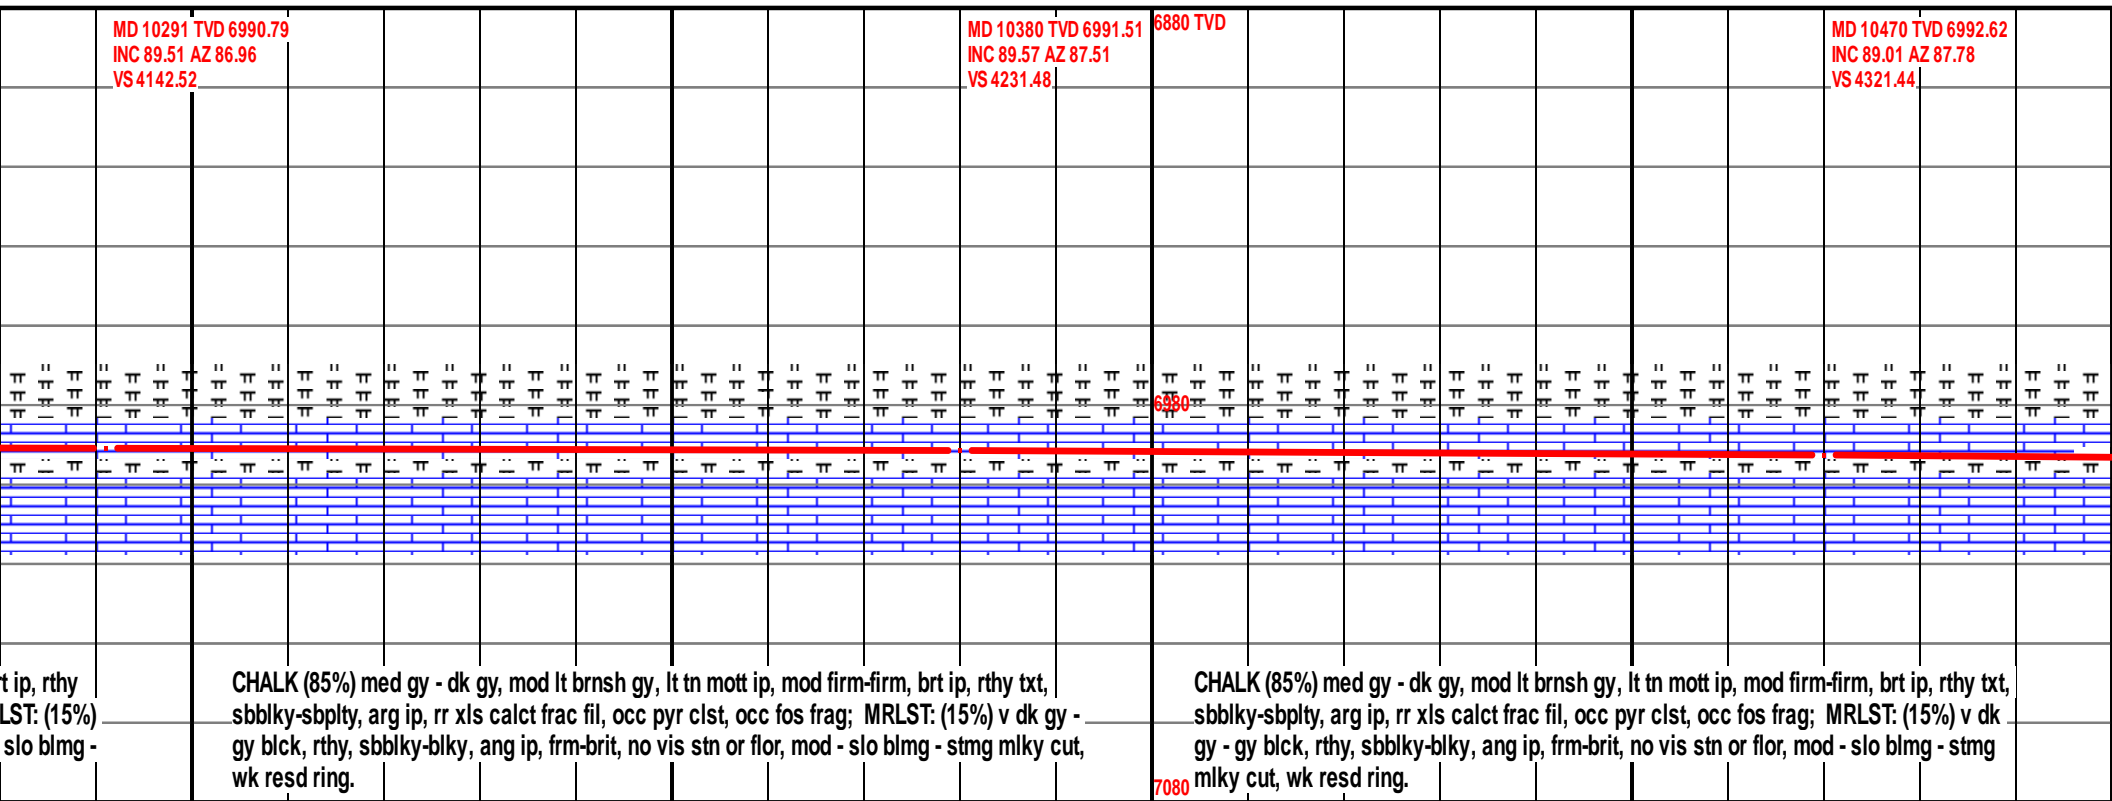 MD 10291 TVD 6990.79
INC 89.51 AZ 86.96
VS 4142.52
MD 10380 TVD 6991.51
INC 89.57 AZ 87.51
VS 4231.48
6880 TVD
MD 10470 TVD 6992.62
INC 89.01 AZ 87.78
VS 4321.44
6980
t ip, rthy
LST: (15%)
slo blmg -
CHALK (85%) med gy - dk gy, mod lt brnsh gy, lt tn mott ip, mod firm-firm, brt ip, rthy txt,
sbblky-sbplty, arg ip, rr xls calct frac fil, occ pyr clst, occ fos frag; MRLST: (15%) v dk gy -
gy blck, rthy, sbblky-blky, ang ip, frm-brit, no vis stn or flor, mod - slo blmg - stmg mlky cut,
wk resd ring.
CHALK (85%) med gy - dk gy, mod lt brnsh gy, lt tn mott ip, mod firm-firm, brt ip, rthy txt,
sbblky-sbplty, arg ip, rr xls calct frac fil, occ pyr clst, occ fos frag; MRLST: (15%) v dk
gy - gy blck, rthy, sbblky-blky, ang ip, frm-brit, no vis stn or flor, mod - slo blmg - stmg
mlky cut, wk resd ring.
7080